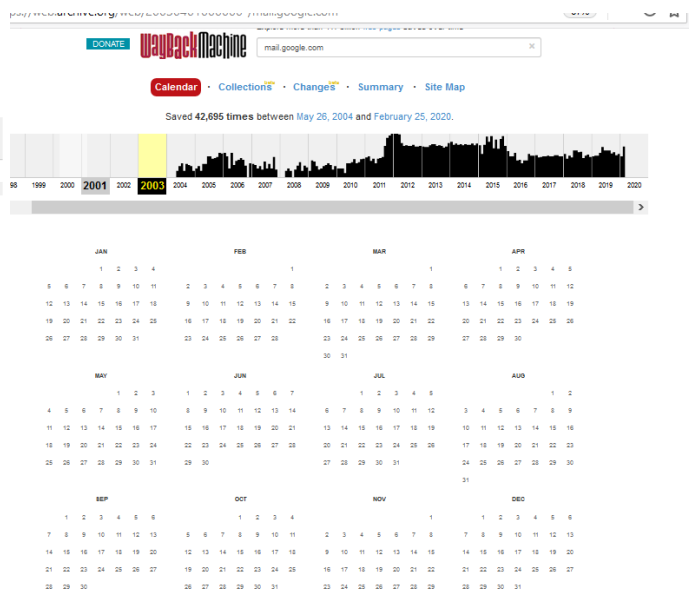 DONATE
WayBackMachine
mail.google.com ×
Calendar · Collections beta · Changes beta · Summary · Site Map
Saved 42,695 times between May 26, 2004 and February 25, 2020.
98 1999 2000 2001 2002 2003 2004 2005 2006 2007 2008 2009 2010 2011 2012 2013 2014 2015 2016 2017 2018 2019 2020
JAN FEB MAR APR
1 2 3 4 1 1 1 2 3 4 5
5 6 7 8 9 10 11 2 3 4 5 6 7 8 2 3 4 5 6 7 8 6 7 8 9 10 11 12
12 13 14 15 16 17 18 9 10 11 12 13 14 15 9 10 11 12 13 14 15 13 14 15 16 17 18 19
19 20 21 22 23 24 25 16 17 18 19 20 21 22 16 17 18 19 20 21 22 20 21 22 23 24 25 26
26 27 28 29 30 31 23 24 25 26 27 28 23 24 25 26 27 28 29 27 28 29 30
30 31
MAY JUN JUL AUG
1 2 3 1 2 3 4 5 6 7 1 2 3 4 5 1 2
4 5 6 7 8 9 10 8 9 10 11 12 13 14 6 7 8 9 10 11 12 3 4 5 6 7 8 9
11 12 13 14 15 16 17 15 16 17 18 19 20 21 13 14 15 16 17 18 19 10 11 12 13 14 15 16
18 19 20 21 22 23 24 22 23 24 25 26 27 28 20 21 22 23 24 25 26 17 18 19 20 21 22 23
25 26 27 28 29 30 31 29 30 27 28 29 30 31 24 25 26 27 28 29 30
31
SEP OCT NOV DEC
1 2 3 4 5 6 1 2 3 4 1 1 2 3 4 5 6
7 8 9 10 11 12 13 5 6 7 8 9 10 11 2 3 4 5 6 7 8 7 8 9 10 11 12 13
14 15 16 17 18 19 20 12 13 14 15 16 17 18 9 10 11 12 13 14 15 14 15 16 17 18 19 20
21 22 23 24 25 26 27 19 20 21 22 23 24 25 16 17 18 19 20 21 22 21 22 23 24 25 26 27
28 29 30 26 27 28 29 30 31 23 24 25 26 27 28 29 28 29 30 31